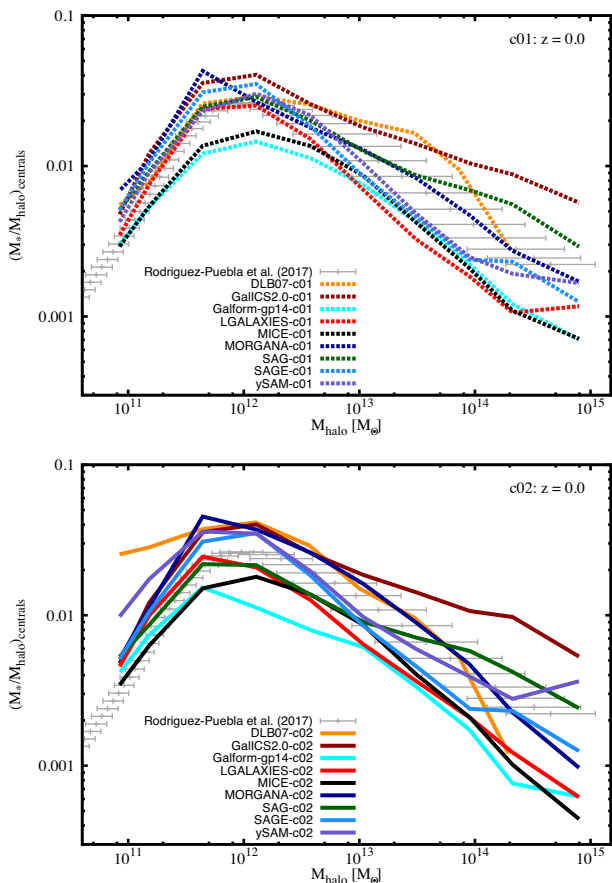 0.1
c01: z = 0.0
0.01
(M*/Mhalo)centrals
Rodriguez-Puebla et al. (2017)
DLB07-c01
GalICS2.0-c01
Galform-gp14-c01
LGALAXIES-c01
MICE-c01
MORGANA-c01
SAG-c01
SAGE-c01
ySAM-c01
0.001
10^11 10^12 10^13 10^14 10^15
Mhalo [M⊙]
0.1
c02: z = 0.0
0.01
(M*/Mhalo)centrals
Rodriguez-Puebla et al. (2017)
DLB07-c02
GalICS2.0-c02
Galform-gp14-c02
LGALAXIES-c02
MICE-c02
MORGANA-c02
SAG-c02
SAGE-c02
ySAM-c02
0.001
10^11 10^12 10^13 10^14 10^15
Mhalo [M⊙]